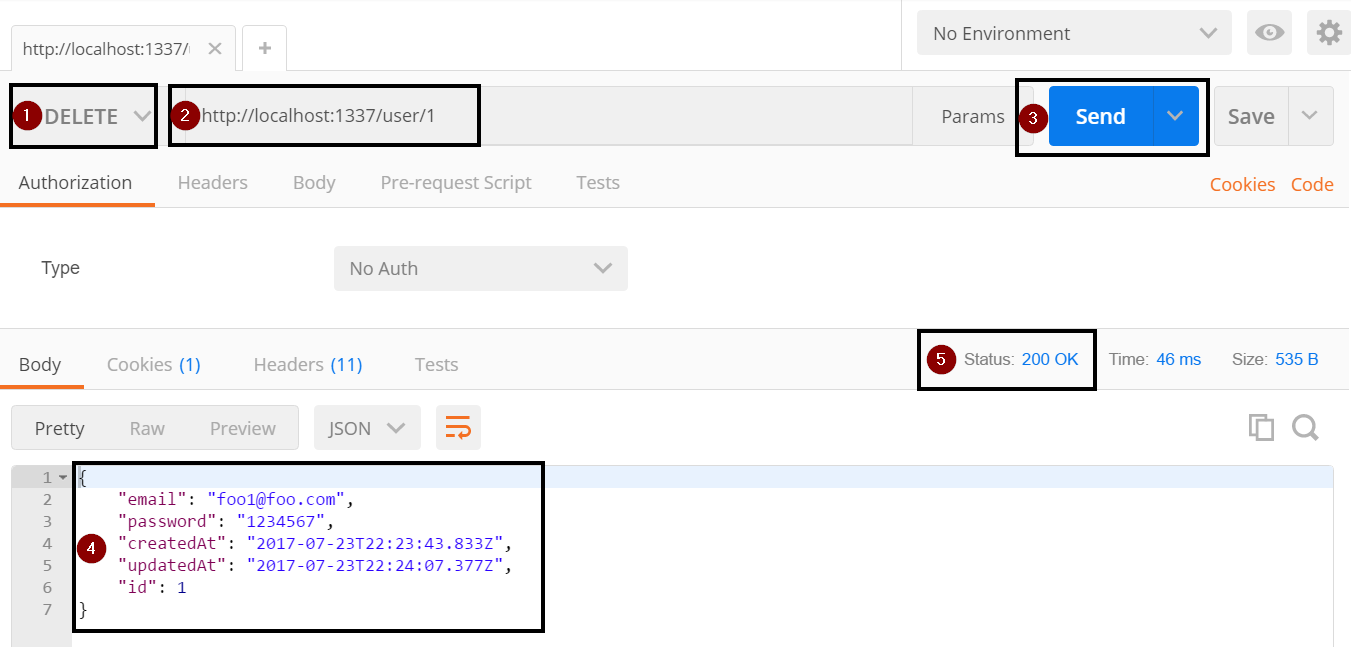 http://localhost:1337/
No Environment
1 DELETE 2 http://localhost:1337/user/1 Params 3 Send Save
Authorization Headers Body Pre-request Script Tests Cookies Code
Type No Auth
Body Cookies (1) Headers (11) Tests 5 Status: 200 OK Time: 46 ms Size: 535 B
Pretty Raw Preview JSON
1 {
2 "email": "foo1@foo.com",
3 "password": "1234567",
4 4 "createdAt": "2017-07-23T22:23:43.833Z",
5 "updatedAt": "2017-07-23T22:24:07.377Z",
6 "id": 1
7 }